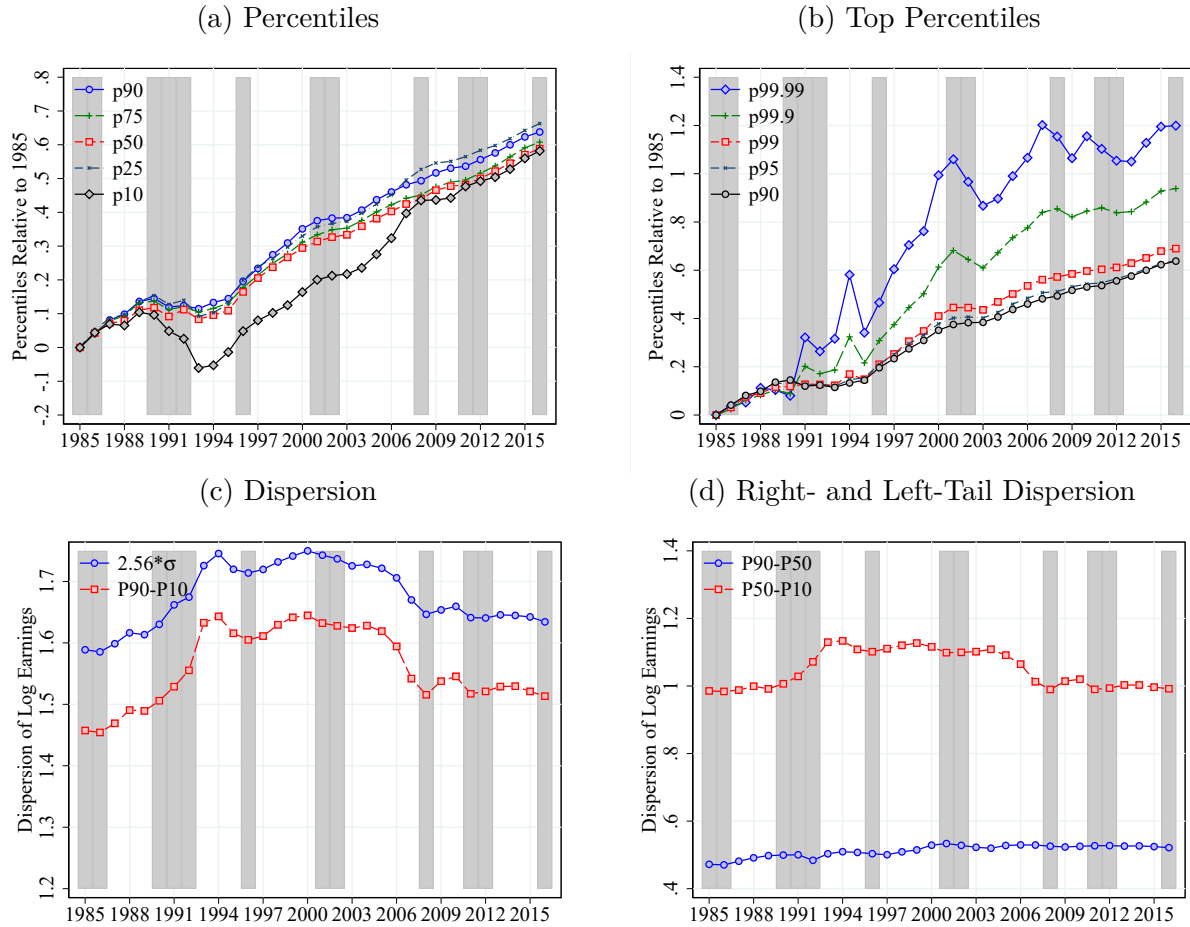 (a) Percentiles
Percentiles Relative to 1985
.8
.7
.6
.5
.4
.3
.2
.1
0
-.1
-.2
p90
p75
p50
p25
p10
1985 1988 1991 1994 1997 2000 2003 2006 2009 2012 2015
(b) Top Percentiles
Percentiles Relative to 1985
1.4
1.2
1
.8
.6
.4
.2
0
p99.99
p99.9
p99
p95
p90
1985 1988 1991 1994 1997 2000 2003 2006 2009 2012 2015
(c) Dispersion
Dispersion of Log Earnings
1.7
1.6
1.5
1.4
1.3
1.2
2.56*σ
P90-P10
1985 1988 1991 1994 1997 2000 2003 2006 2009 2012 2015
(d) Right- and Left-Tail Dispersion
Dispersion of Log Earnings
1.4
1.2
1
.8
.6
.4
P90-P50
P50-P10
1985 1988 1991 1994 1997 2000 2003 2006 2009 2012 2015